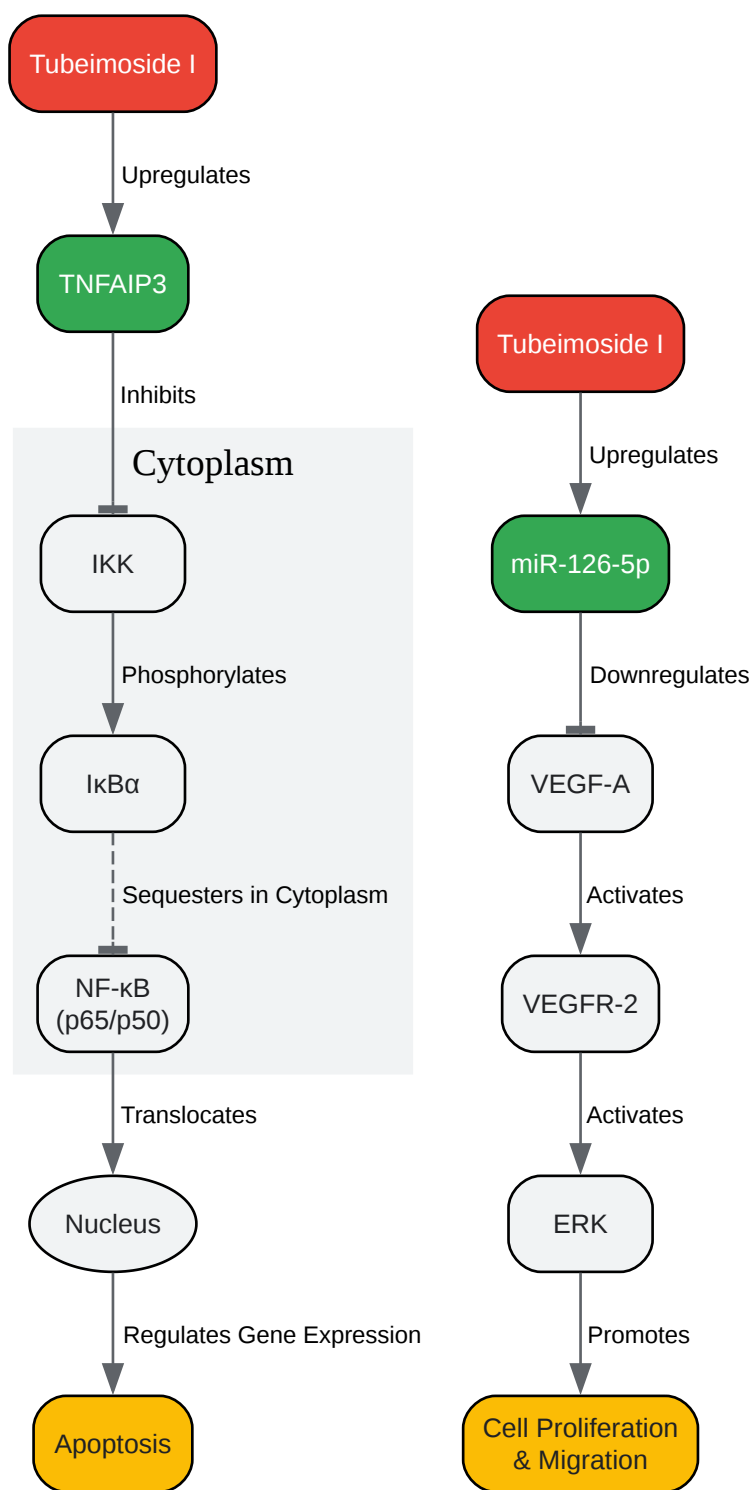 Tubeimoside I
Upregulates
TNFAIP3
Inhibits
Cytoplasm
IKK
Phosphorylates
IκBα
Sequesters in Cytoplasm
NF-κB
(p65/p50)
Translocates
Nucleus
Regulates Gene Expression
Apoptosis
Tubeimoside I
Upregulates
miR-126-5p
Downregulates
VEGF-A
Activates
VEGFR-2
Activates
ERK
Promotes
Cell Proliferation
& Migration